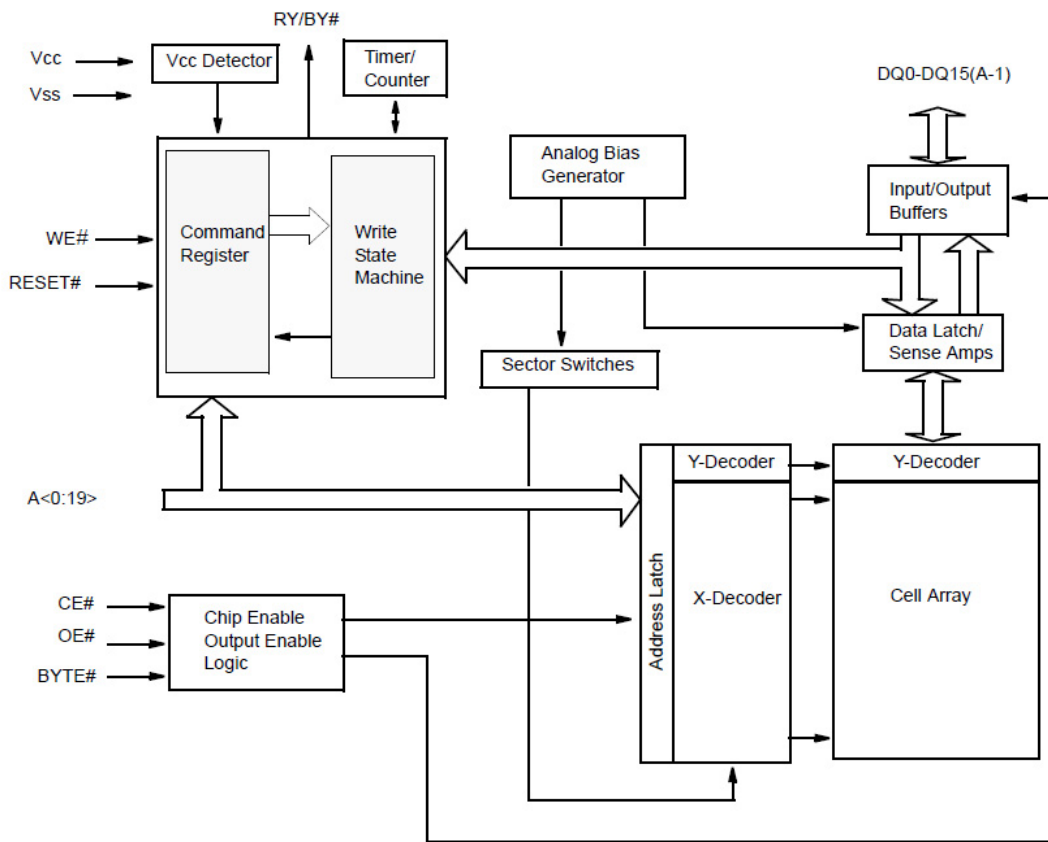 RY/BY#
Vcc
Vss
Vcc Detector
Timer/
Counter
DQ0-DQ15(A-1)
Analog Bias
Generator
Input/Output
Buffers
WE#
RESET#
Command
Register
Write
State
Machine
Data Latch/
Sense Amps
Sector Switches
A<0:19>
Y-Decoder
Y-Decoder
Address Latch
X-Decoder
Cell Array
CE#
OE#
BYTE#
Chip Enable
Output Enable
Logic